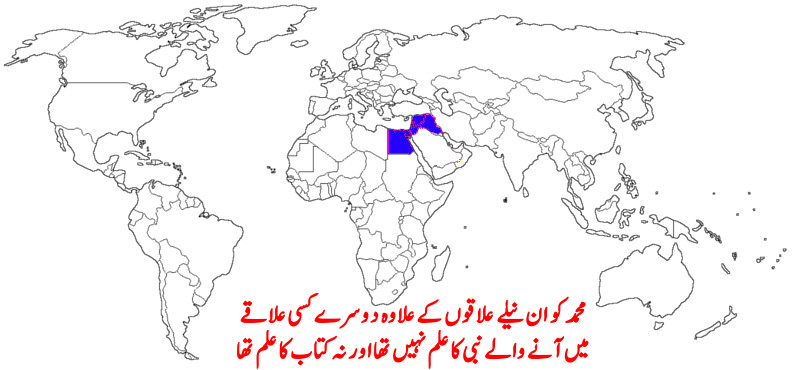 محمد کو ان نیلے علاقوں کے علاوہ دوسرے کسی علاقے
میں آنے والے نبی کا علم نہیں تھا اور نہ کتاب کا علم تھا